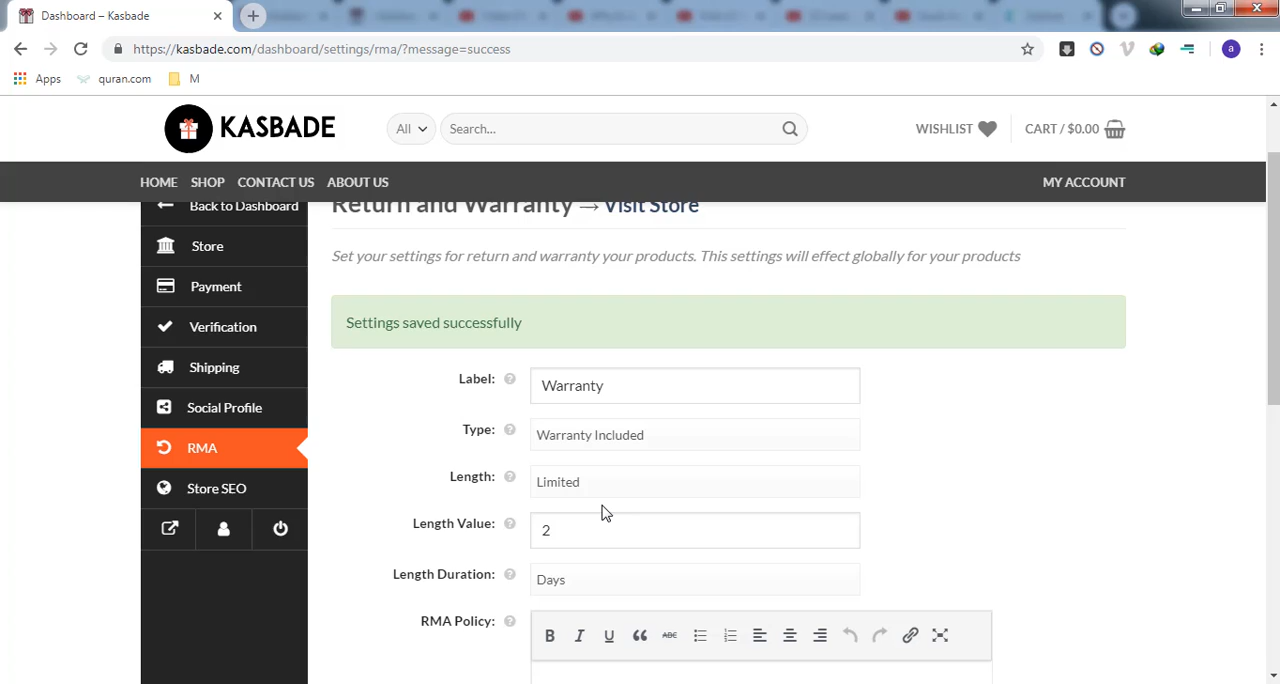 Dashboard – Kasbade
https://kasbade.com/dashboard/settings/rma/?message=success
a
Apps quran.com M
KASBADE
All Search...
WISHLIST CART / $0.00
HOME SHOP CONTACT US ABOUT US MY ACCOUNT
Back to Dashboard
Store
Payment
Verification
Shipping
Social Profile
RMA
Store SEO
Return and Warranty → Visit Store
Set your settings for return and warranty your products. This settings will effect globally for your products
Settings saved successfully
Label: ? Warranty
Type: ? Warranty Included
Length: ? Limited
Length Value: ? 2
Length Duration: ? Days
RMA Policy: ?
B I U ABC